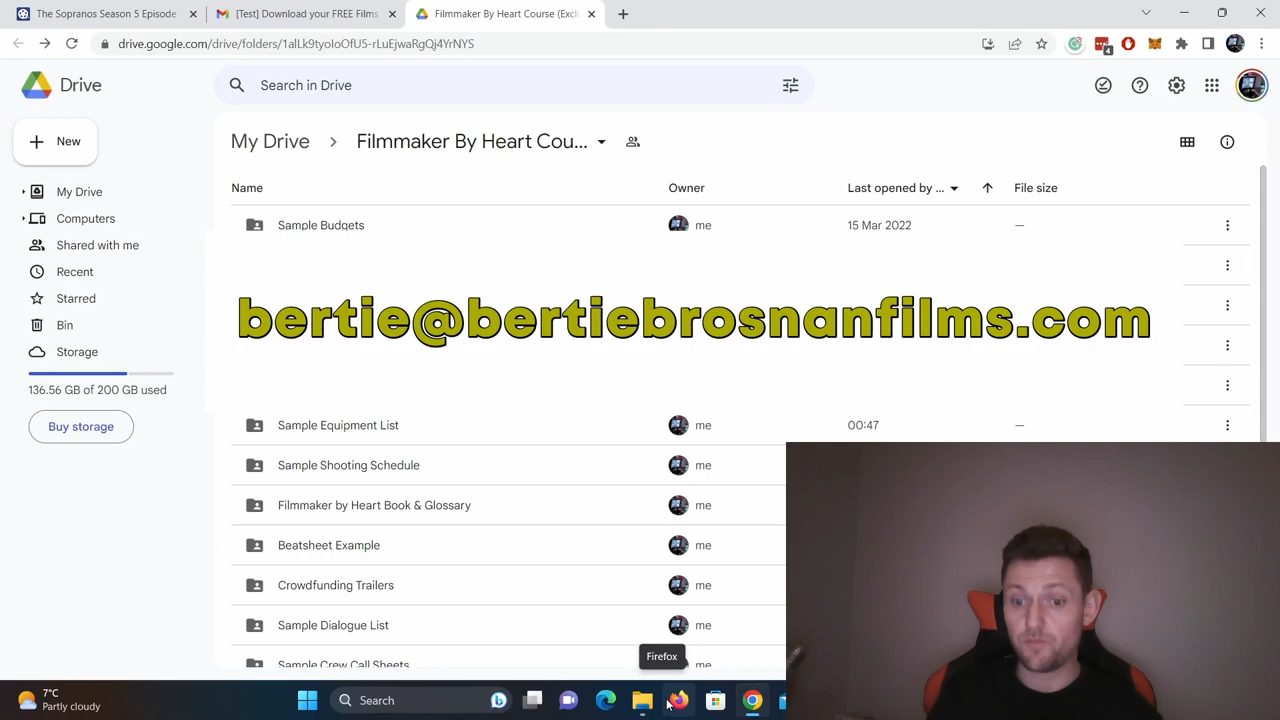 The Sopranos Season 5 Episode
[Test] Download your FREE Films
Filmmaker By Heart Course (Excl
drive.google.com/drive/folders/1alLk9tyoIoOfU5-rLuEjwaRgQj4YrNYS
4
Drive
Search in Drive
New
My Drive
Computers
Shared with me
Recent
Starred
Bin
Storage
136.56 GB of 200 GB used
Buy storage
My Drive > Filmmaker By Heart Cou...
Name Owner Last opened by ... File size
Sample Budgets me 15 Mar 2022 —
bertie@bertiebrosnanfilms.com
Sample Equipment List me 00:47 —
Sample Shooting Schedule me
Filmmaker by Heart Book & Glossary me
Beatsheet Example me
Crowdfunding Trailers me
Sample Dialogue List me
Sample Crew Call Sheets me
Firefox
7°C
Partly cloudy
Search